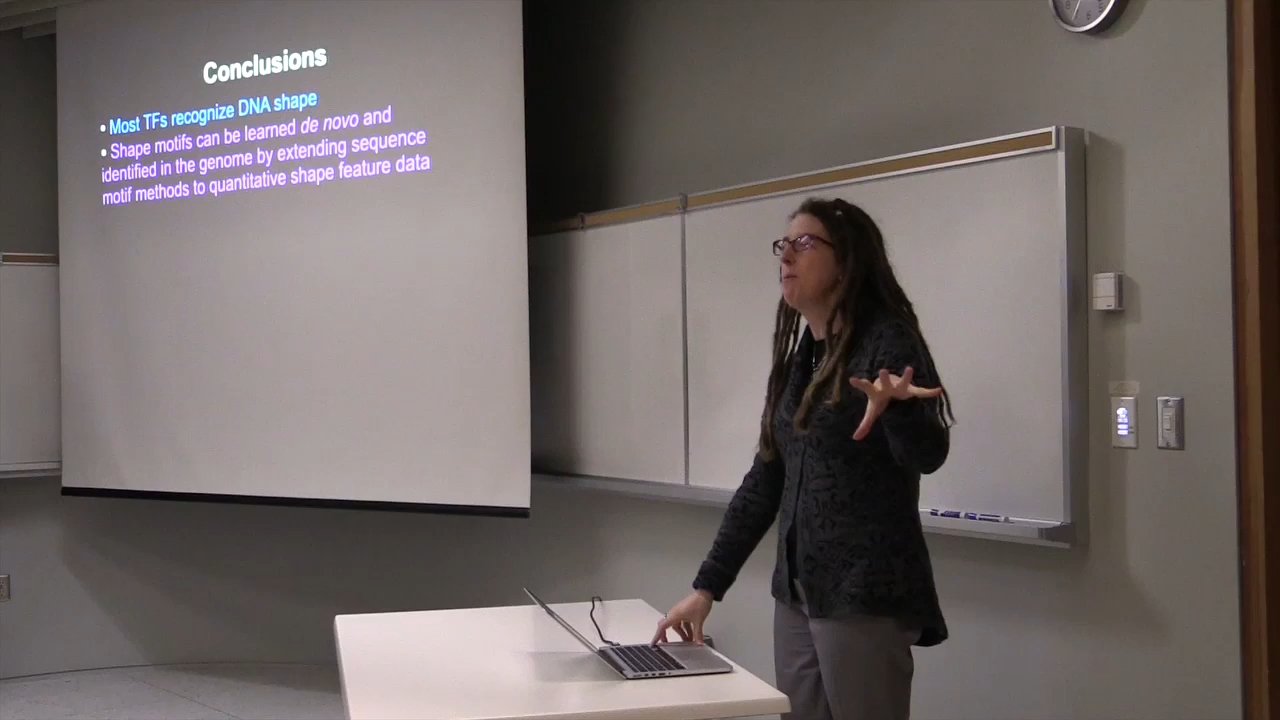 Conclusions
• Most TFs recognize DNA shape
• Shape motifs can be learned de novo and
identified in the genome by extending sequence
motif methods to quantitative shape feature data